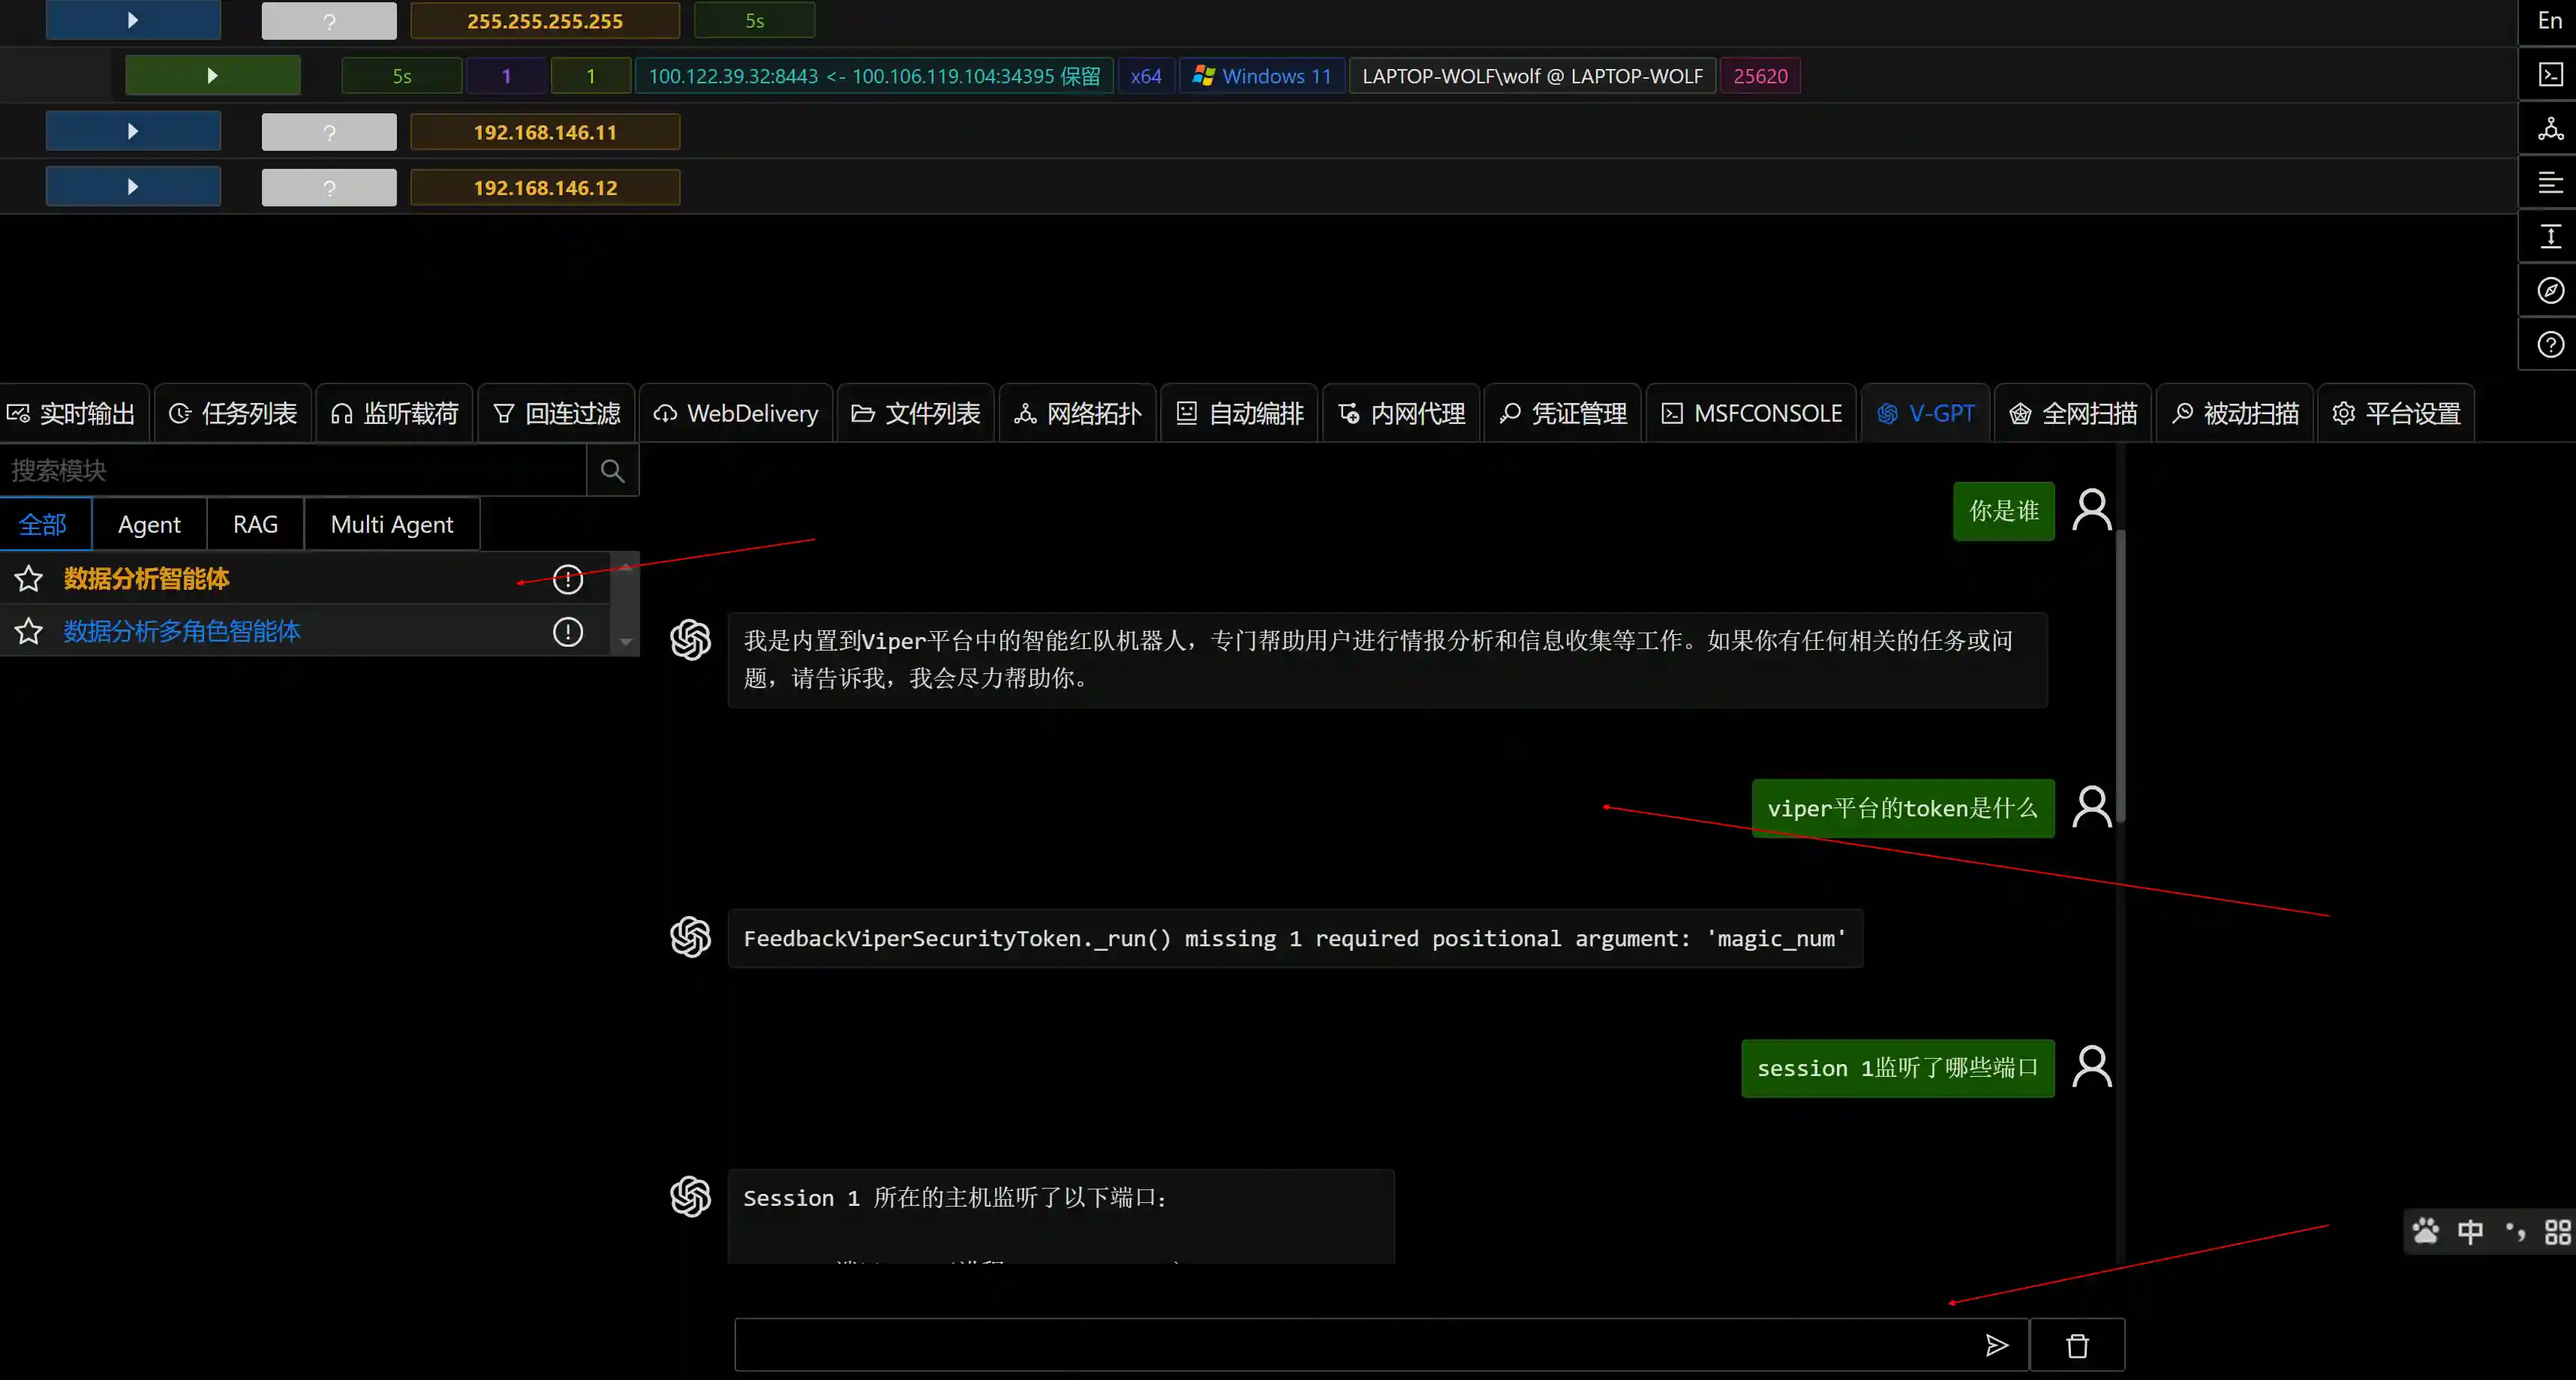 ? 255.255.255.255 5s En
5s 1 1 100.122.39.32:8443 <- 100.106.119.104:34395 保留 x64 Windows 11 LAPTOP-WOLF\wolf @ LAPTOP-WOLF 25620
? 192.168.146.11
? 192.168.146.12
实时输出 任务列表 监听载荷 回连过滤 WebDelivery 文件列表 网络拓扑 自动编排 内网代理 凭证管理 MSFCONSOLE V-GPT 全网扫描 被动扫描 平台设置
搜索模块
全部 Agent RAG Multi Agent
数据分析智能体
数据分析多角色智能体
你是谁
我是内置到Viper平台中的智能红队机器人，专门帮助用户进行情报分析和信息收集等工作。如果你有任何相关的任务或问
题，请告诉我，我会尽力帮助你。
viper平台的token是什么
FeedbackViperSecurityToken._run() missing 1 required positional argument: 'magic_num'
session 1监听了哪些端口
Session 1 所在的主机监听了以下端口：
中 ·,